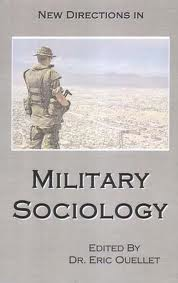 New Directions in
Military
Sociology
Edited By
Dr. Eric Ouellet